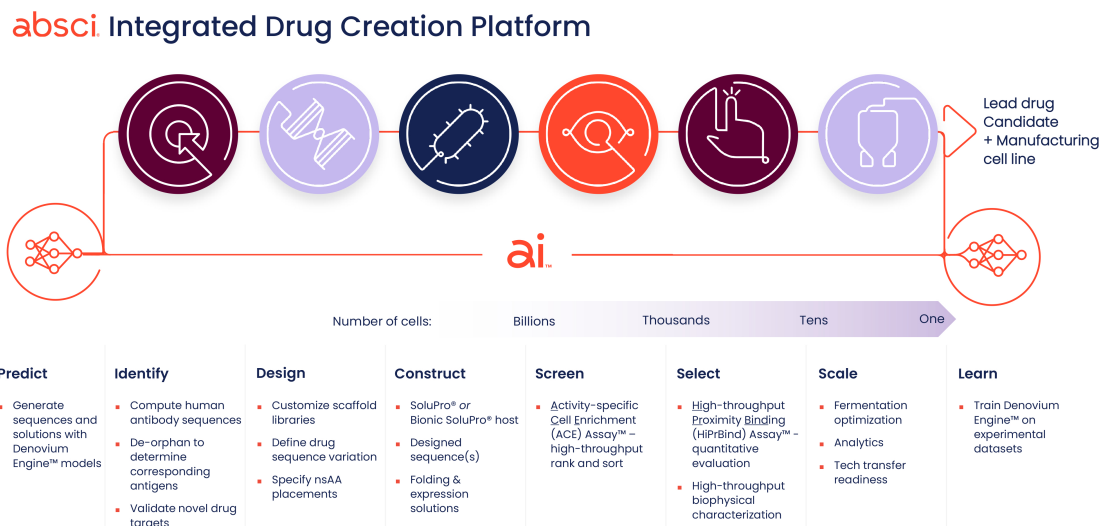 absci. Integrated Drug Creation Platform
Lead drug
Candidate
+ Manufacturing
cell line
ai™
Number of cells: Billions Thousands Tens One
Predict
Generate
sequences and
solutions with
Denovium
Engine™ models
Identify
Compute human
antibody sequences
De-orphan to
determine
corresponding
antigens
Validate novel drug
targets
Design
Customize scaffold
libraries
Define drug
sequence variation
Specify nsAA
placements
Construct
SoluPro® or
Bionic SoluPro® host
Designed
sequence(s)
Folding &
expression
solutions
Screen
Activity-specific
Cell Enrichment
(ACE) Assay™ –
high-throughput
rank and sort
Select
High-throughput
Proximity Binding
(HiPrBind) Assay™ -
quantitative
evaluation
High-throughput
biophysical
characterization
Scale
Fermentation
optimization
Analytics
Tech transfer
readiness
Learn
Train Denovium
Engine™ on
experimental
datasets